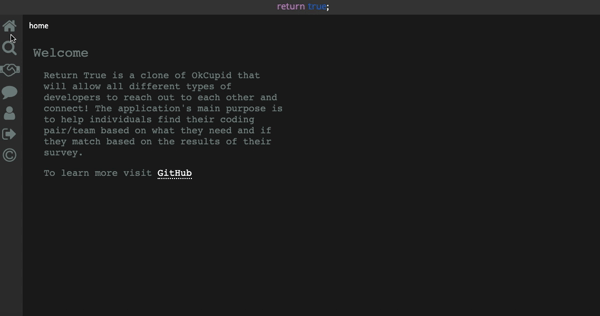 return true;
home
Welcome
Return True is a clone of OkCupid that
will allow all different types of
developers to reach out to each other and
connect! The application's main purpose is
to help individuals find their coding
pair/team based on what they need and if
they match based on the results of their
survey.
To learn more visit GitHub